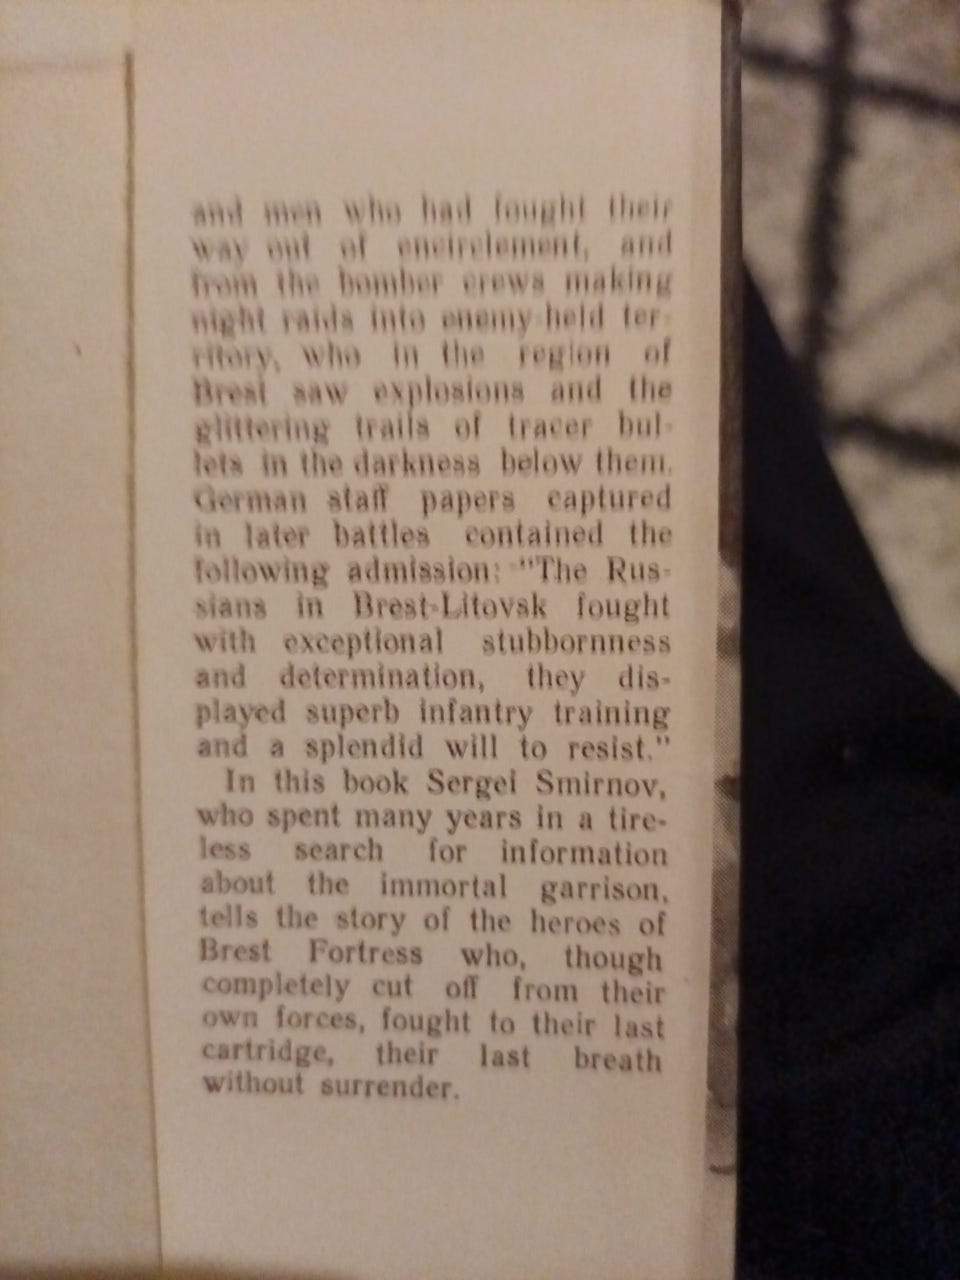 and men who had fought their
way out of encirclement, and
from the bomber crews making
night raids into enemy-held ter-
ritory, who in the region of
Brest saw explosions and the
glittering trails of tracer bul-
lets in the darkness below them.
German staff papers captured
in later battles contained the
following admission: "The Rus-
sians in Brest-Litovsk fought
with exceptional stubbornness
and determination, they dis-
played superb infantry training
and a splendid will to resist."
In this book Sergei Smirnov,
who spent many years in a tire-
less search for information
about the immortal garrison,
tells the story of the heroes of
Brest Fortress who, though
completely cut off from their
own forces, fought to their last
cartridge, their last breath
without surrender.